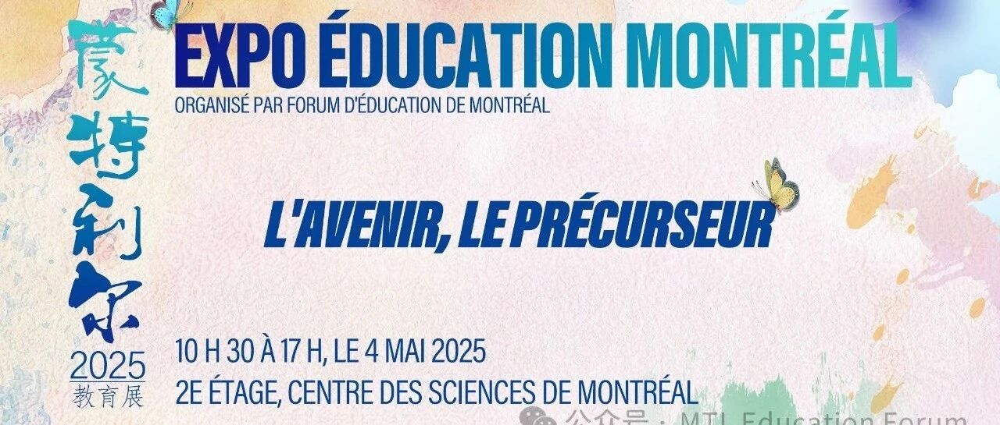 蒙特利尔
2025
教育展
EXPO ÉDUCATION MONTRÉAL
ORGANISÉ PAR FORUM D'ÉDUCATION DE MONTRÉAL
L'AVENIR, LE PRÉCURSEUR
10 H 30 À 17 H, LE 4 MAI 2025
2E ÉTAGE, CENTRE DES SCIENCES DE MONTRÉAL
公众号 · MTL Education Forum